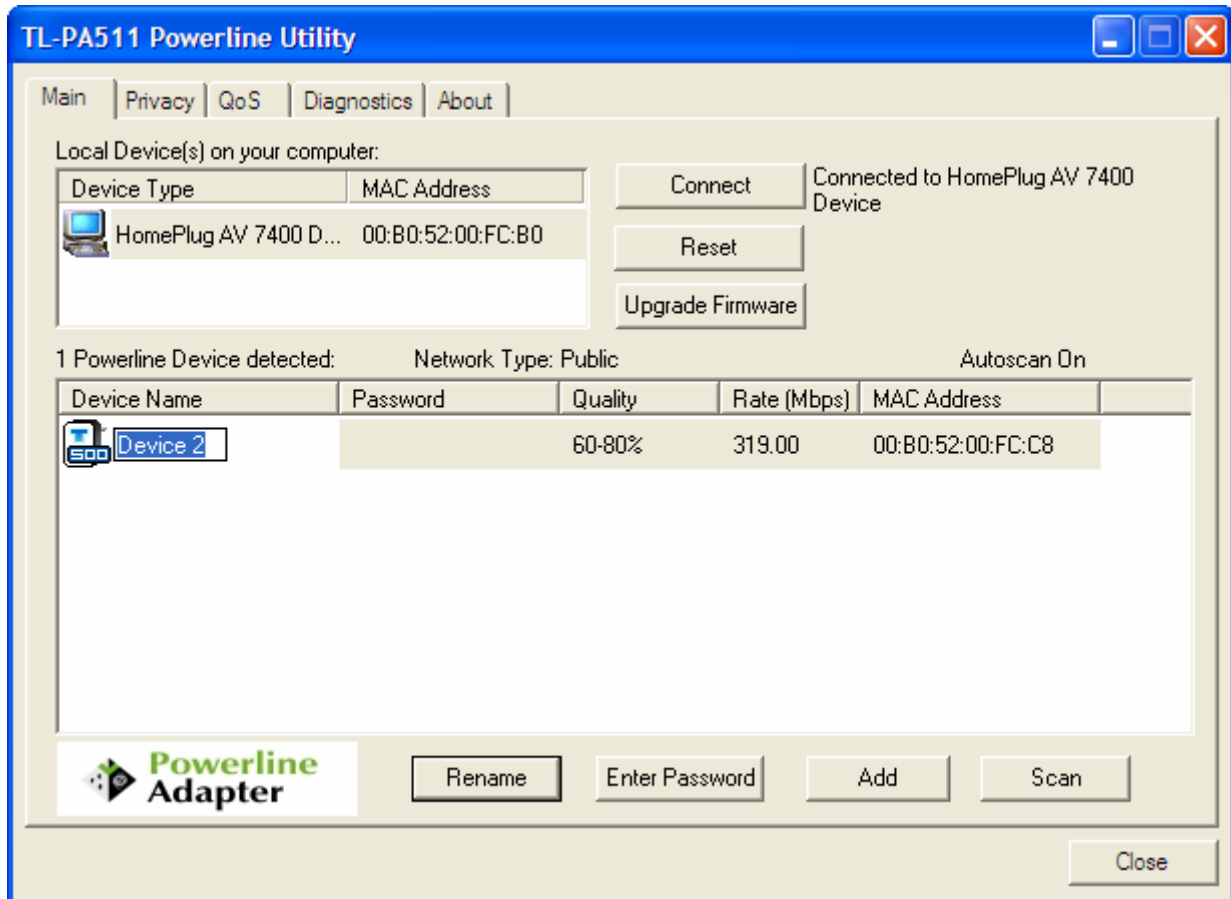 TL-PA511 Powerline Utility
Main Privacy QoS Diagnostics About
Local Device(s) on your computer:
Device Type MAC Address
HomePlug AV 7400 D... 00:B0:52:00:FC:B0
Connect
Connected to HomePlug AV 7400
Device
Reset
Upgrade Firmware
1 Powerline Device detected: Network Type: Public Autoscan On
Device Name Password Quality Rate (Mbps) MAC Address
T
500
Device 2 60-80% 319.00 00:B0:52:00:FC:C8
Powerline
Adapter
Rename Enter Password Add Scan
Close